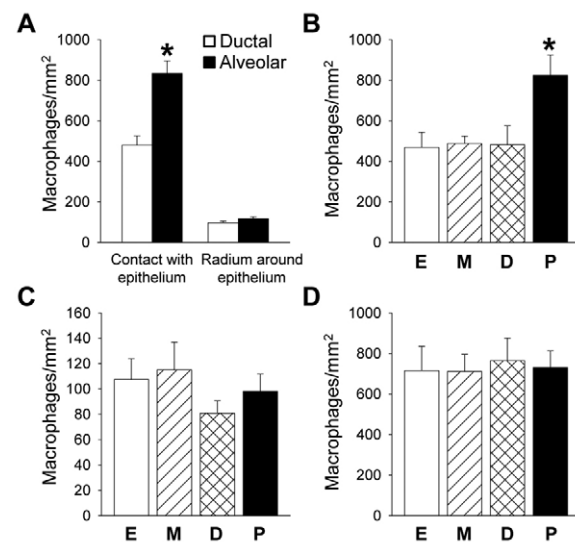 A
Macrophages/mm²
1000
800
600
400
200
0
*
Ductal
Alveolar
Contact with
epithelium
Radium around
epithelium
B
Macrophages/mm²
1000
800
600
400
200
0
*
E M D P
C
Macrophages/mm²
160
140
120
100
80
60
40
20
0
E M D P
D
Macrophages/mm²
1000
800
600
400
200
0
E M D P